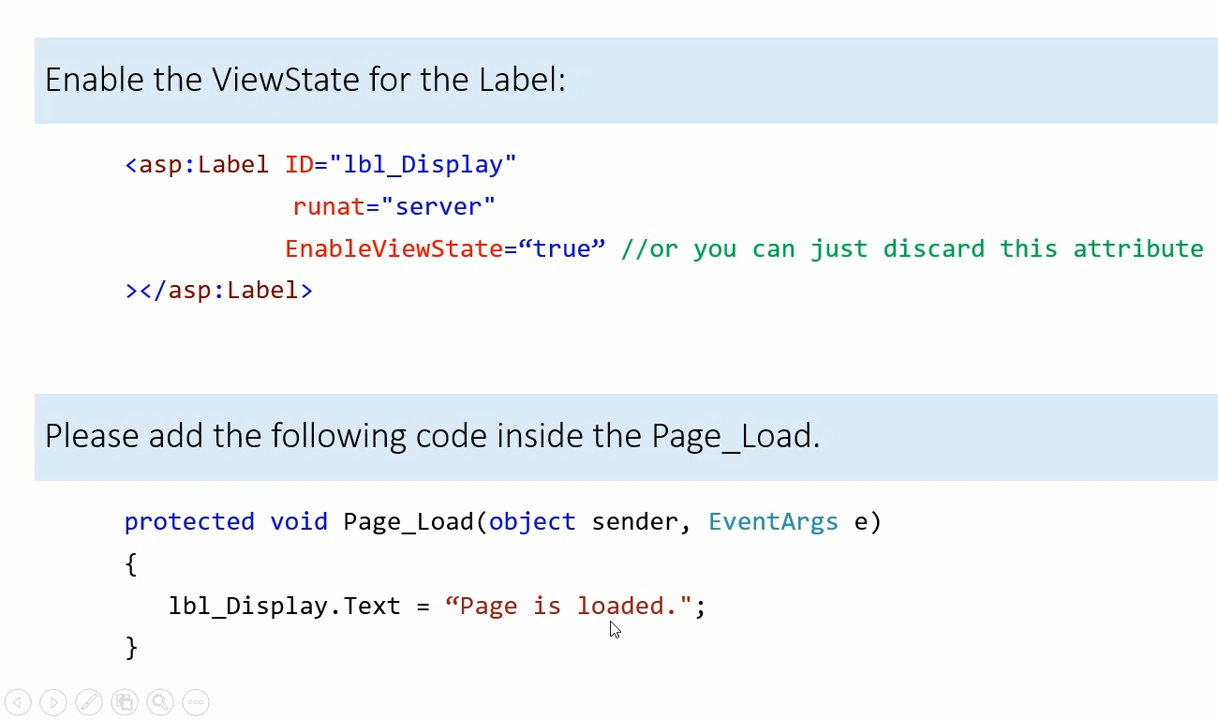 Enable the ViewState for the Label:
<asp:Label ID="lbl_Display"
runat="server"
EnableViewState=“true” //or you can just discard this attribute
></asp:Label>
Please add the following code inside the Page_Load.
protected void Page_Load(object sender, EventArgs e)
{
lbl_Display.Text = “Page is loaded.";
}